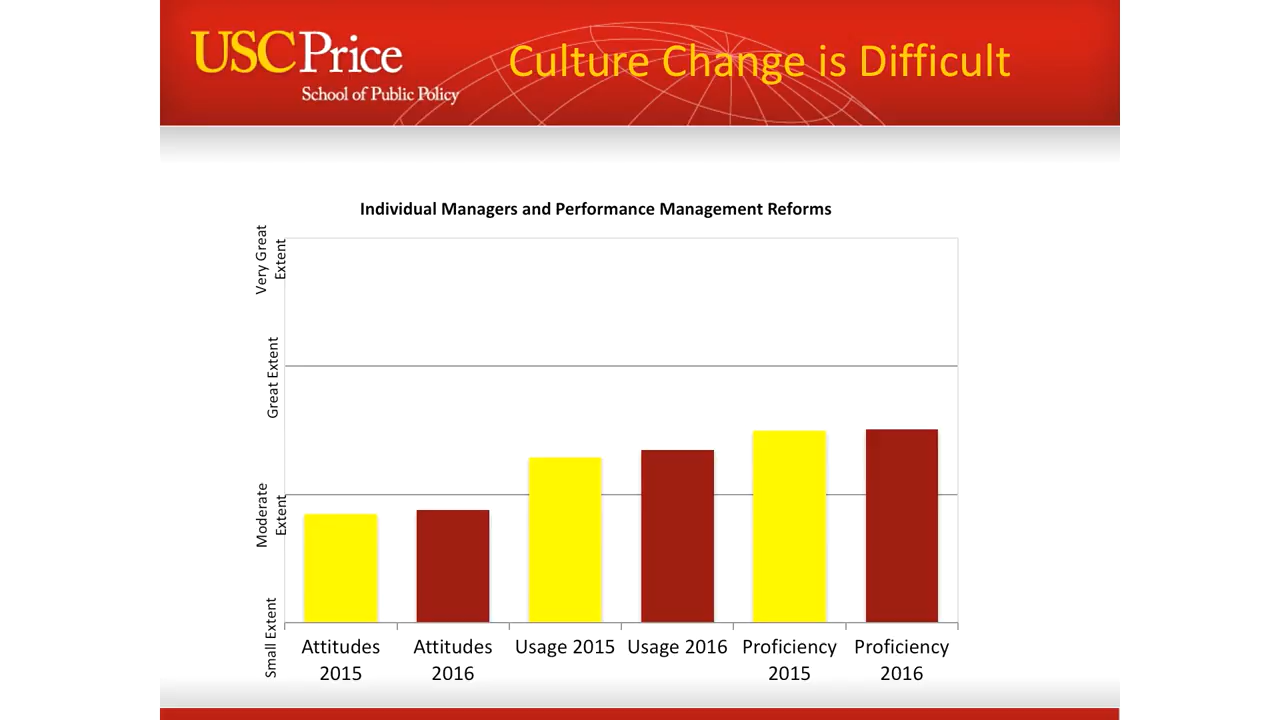 USC Price
School of Public Policy
Culture Change is Difficult
Individual Managers and Performance Management Reforms
Very Great
Extent
Great Extent
Moderate
Extent
Small Extent
Attitudes
2015
Attitudes
2016
Usage 2015
Usage 2016
Proficiency
2015
Proficiency
2016